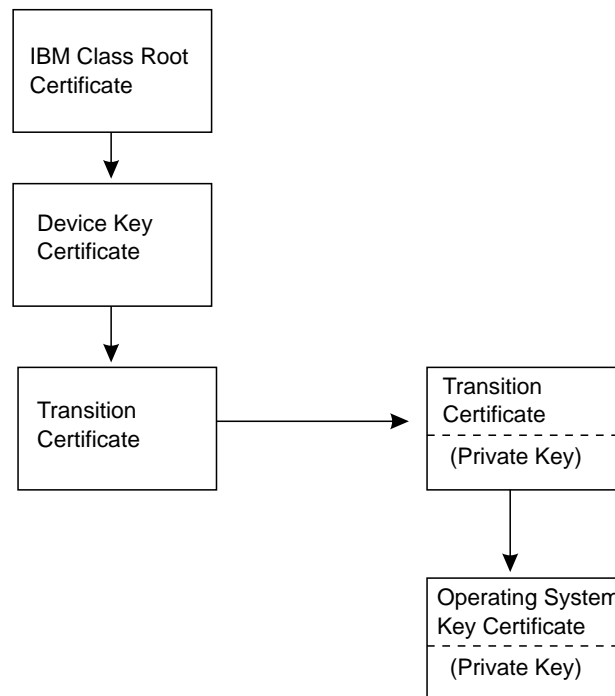 IBM Class Root
Certificate
Device Key
Certificate
Transition
Certificate
Transition
Certificate
(Private Key)
Operating System
Key Certificate
(Private Key)